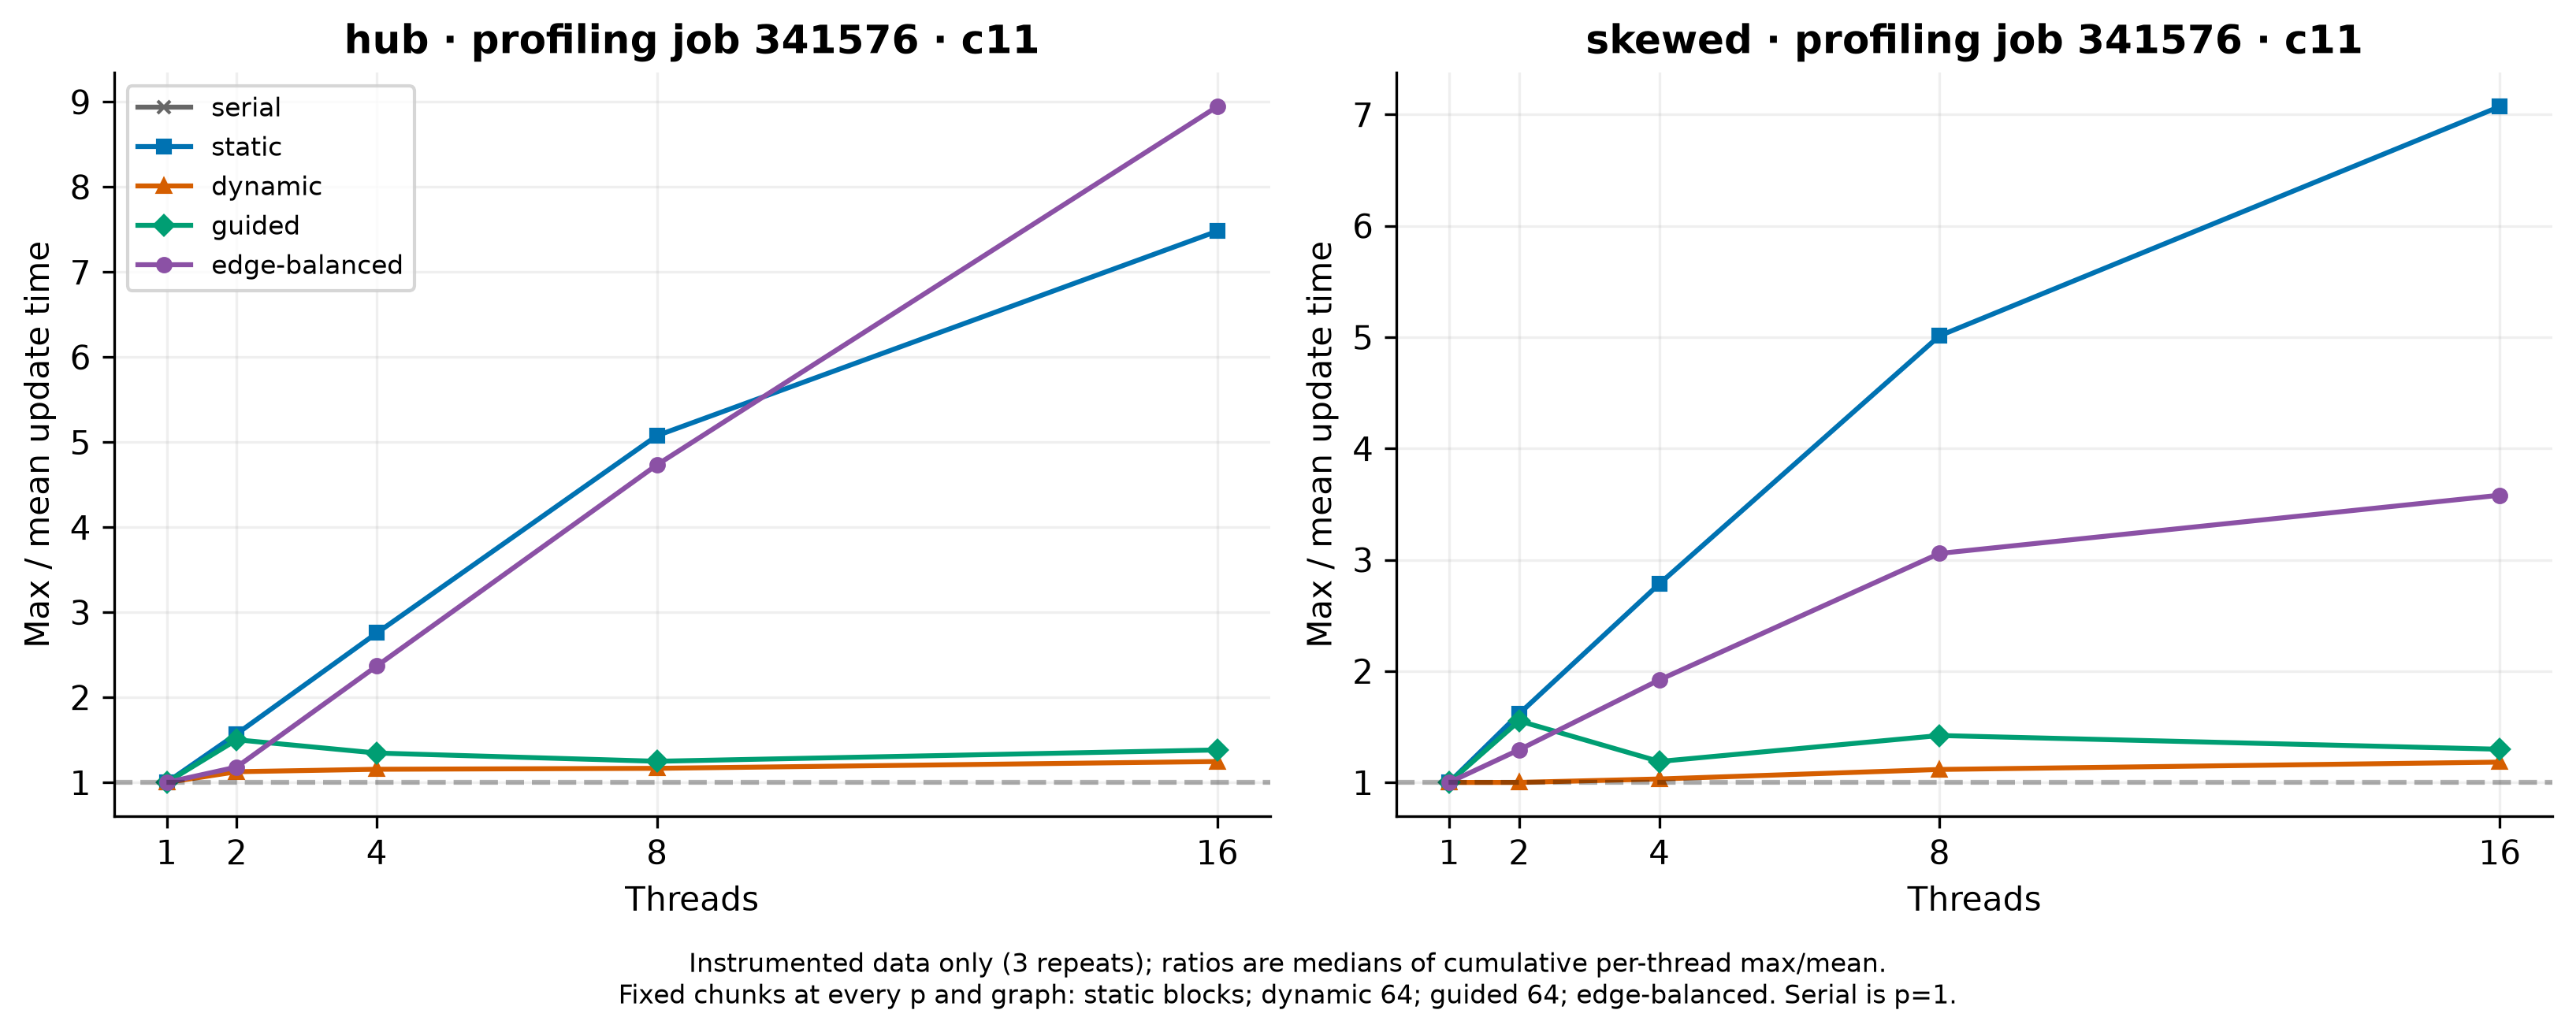 hub · profiling job 341576 · c11
Max / mean update time
9
8
7
6
5
4
3
2
1
serial
static
dynamic
guided
edge-balanced
1 2 4 8 16
Threads
skewed · profiling job 341576 · c11
Max / mean update time
7
6
5
4
3
2
1
1 2 4 8 16
Threads
Instrumented data only (3 repeats); ratios are medians of cumulative per-thread max/mean.
Fixed chunks at every p and graph: static blocks; dynamic 64; guided 64; edge-balanced. Serial is p=1.